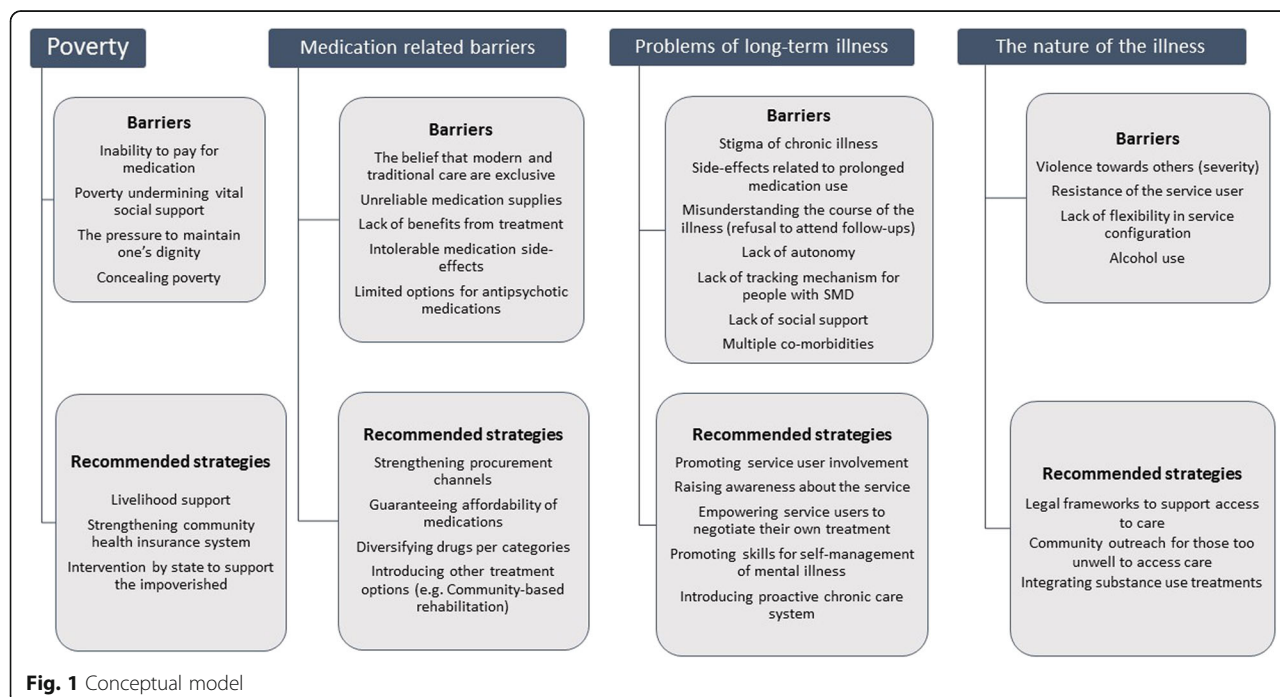 Poverty
Barriers
Inability to pay for
medication
Poverty undermining vital
social support
The pressure to maintain
one's dignity
Concealing poverty
Recommended strategies
Livelihood support
Strengthening community
health insurance system
Intervention by state to support
the impoverished
Medication related barriers
Barriers
The belief that modern and
traditional care are exclusive
Unreliable medication supplies
Lack of benefits from treatment
Intolerable medication side-
effects
Limited options for antipsychotic
medications
Recommended strategies
Strengthening procurement
channels
Guaranteeing affordability of
medications
Diversifying drugs per categories
Introducing other treatment
options (e.g. Community-based
rehabilitation)
Problems of long-term illness
Barriers
Stigma of chronic illness
Side-effects related to prolonged
medication use
Misunderstanding the course of the
illness (refusal to attend follow-ups)
Lack of autonomy
Lack of tracking mechanism for
people with SMD
Lack of social support
Multiple co-morbidities
Recommended strategies
Promoting service user involvement
Raising awareness about the service
Empowering service users to
negotiate their own treatment
Promoting skills for self-management
of mental illness
Introducing proactive chronic care
system
The nature of the illness
Barriers
Violence towards others (severity)
Resistance of the service user
Lack of flexibility in service
configuration
Alcohol use
Recommended strategies
Legal frameworks to support access
to care
Community outreach for those too
unwell to access care
Integrating substance use treatments
Fig. 1 Conceptual model